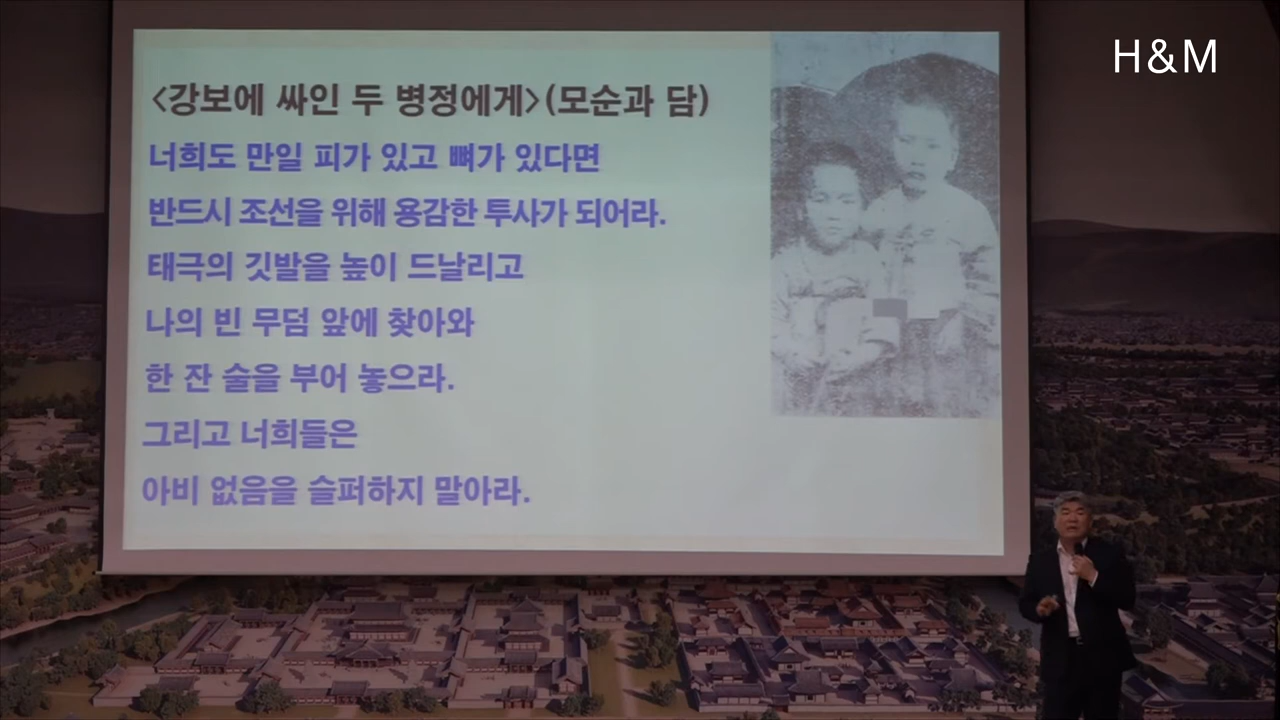 H&M
<강보에 싸인 두 병정에게>(모순과 담)
너희도 만일 피가 있고 뼈가 있다면
반드시 조선을 위해 용감한 투사가 되어라.
태극의 깃발을 높이 드날리고
나의 빈 무덤 앞에 찾아와
한 잔 술을 부어 놓으라.
그리고 너희들은
아비 없음을 슬퍼하지 말아라.